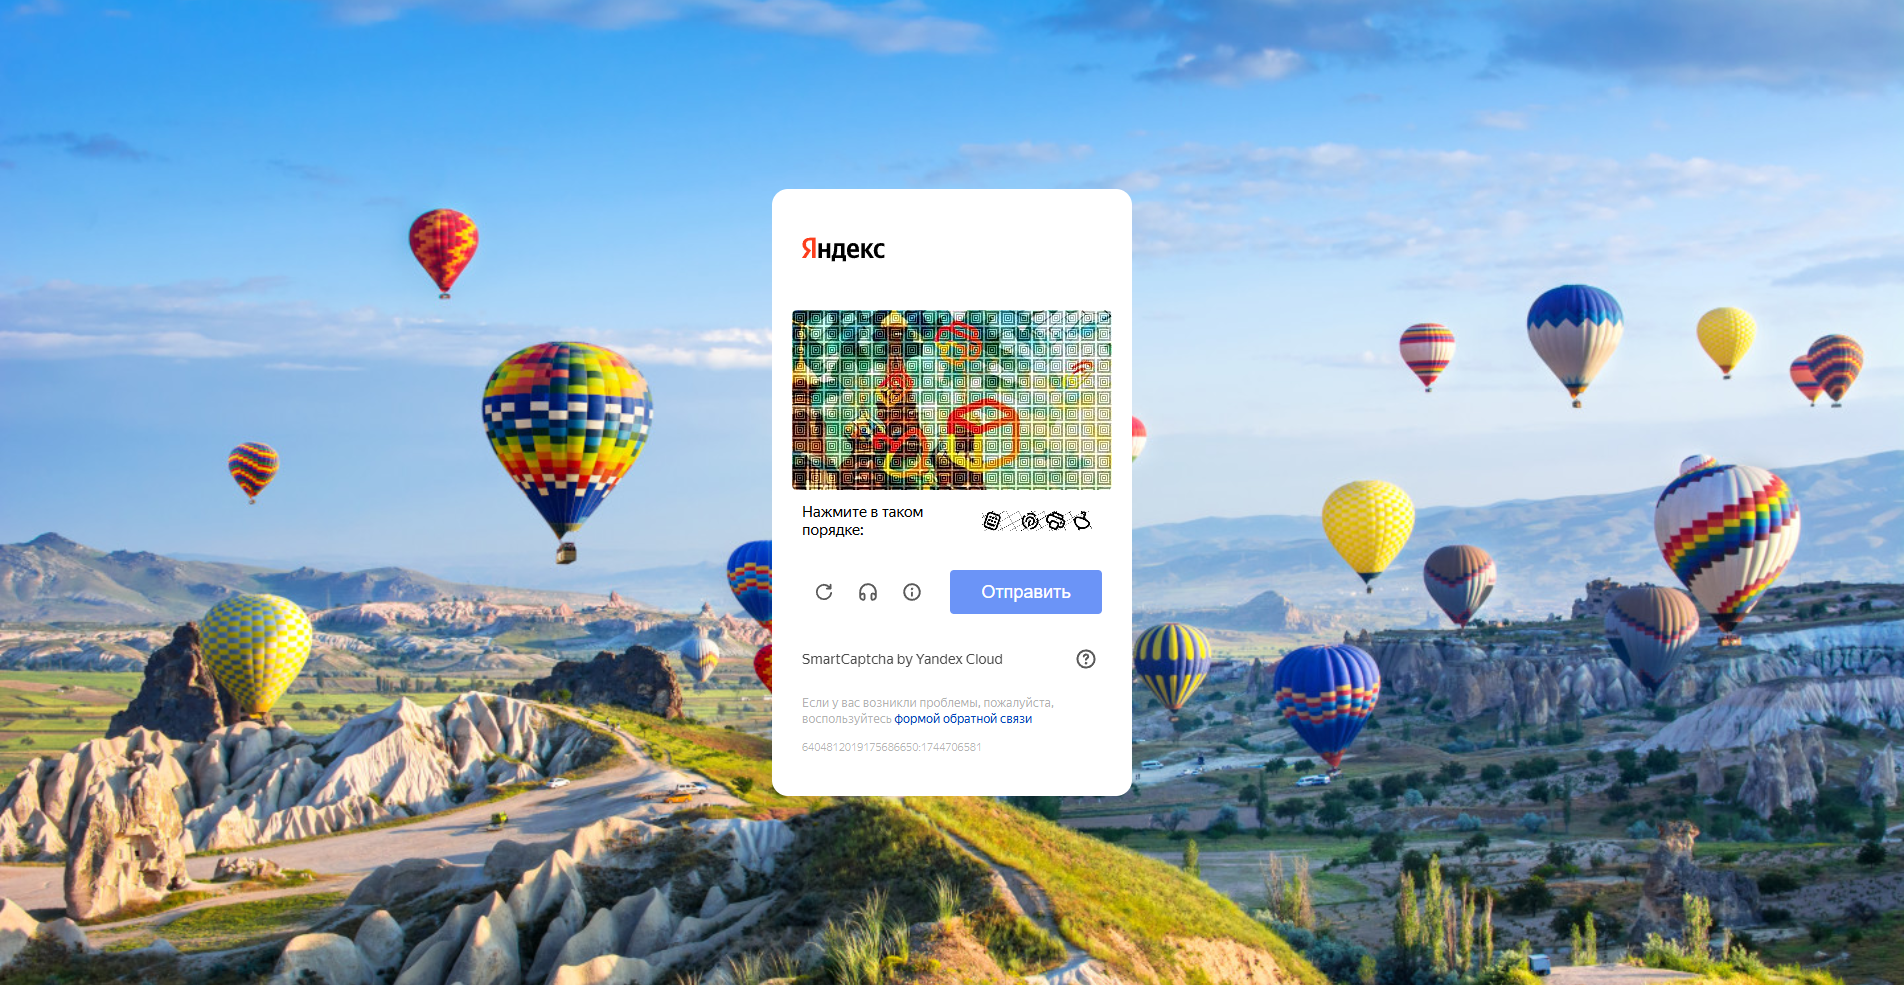 Яндекс
Нажмите в таком
порядке:
Отправить
SmartCaptcha by Yandex Cloud
Если у вас возникли проблемы, пожалуйста,
воспользуйтесь формой обратной связи
6404812019175686650:1744706581